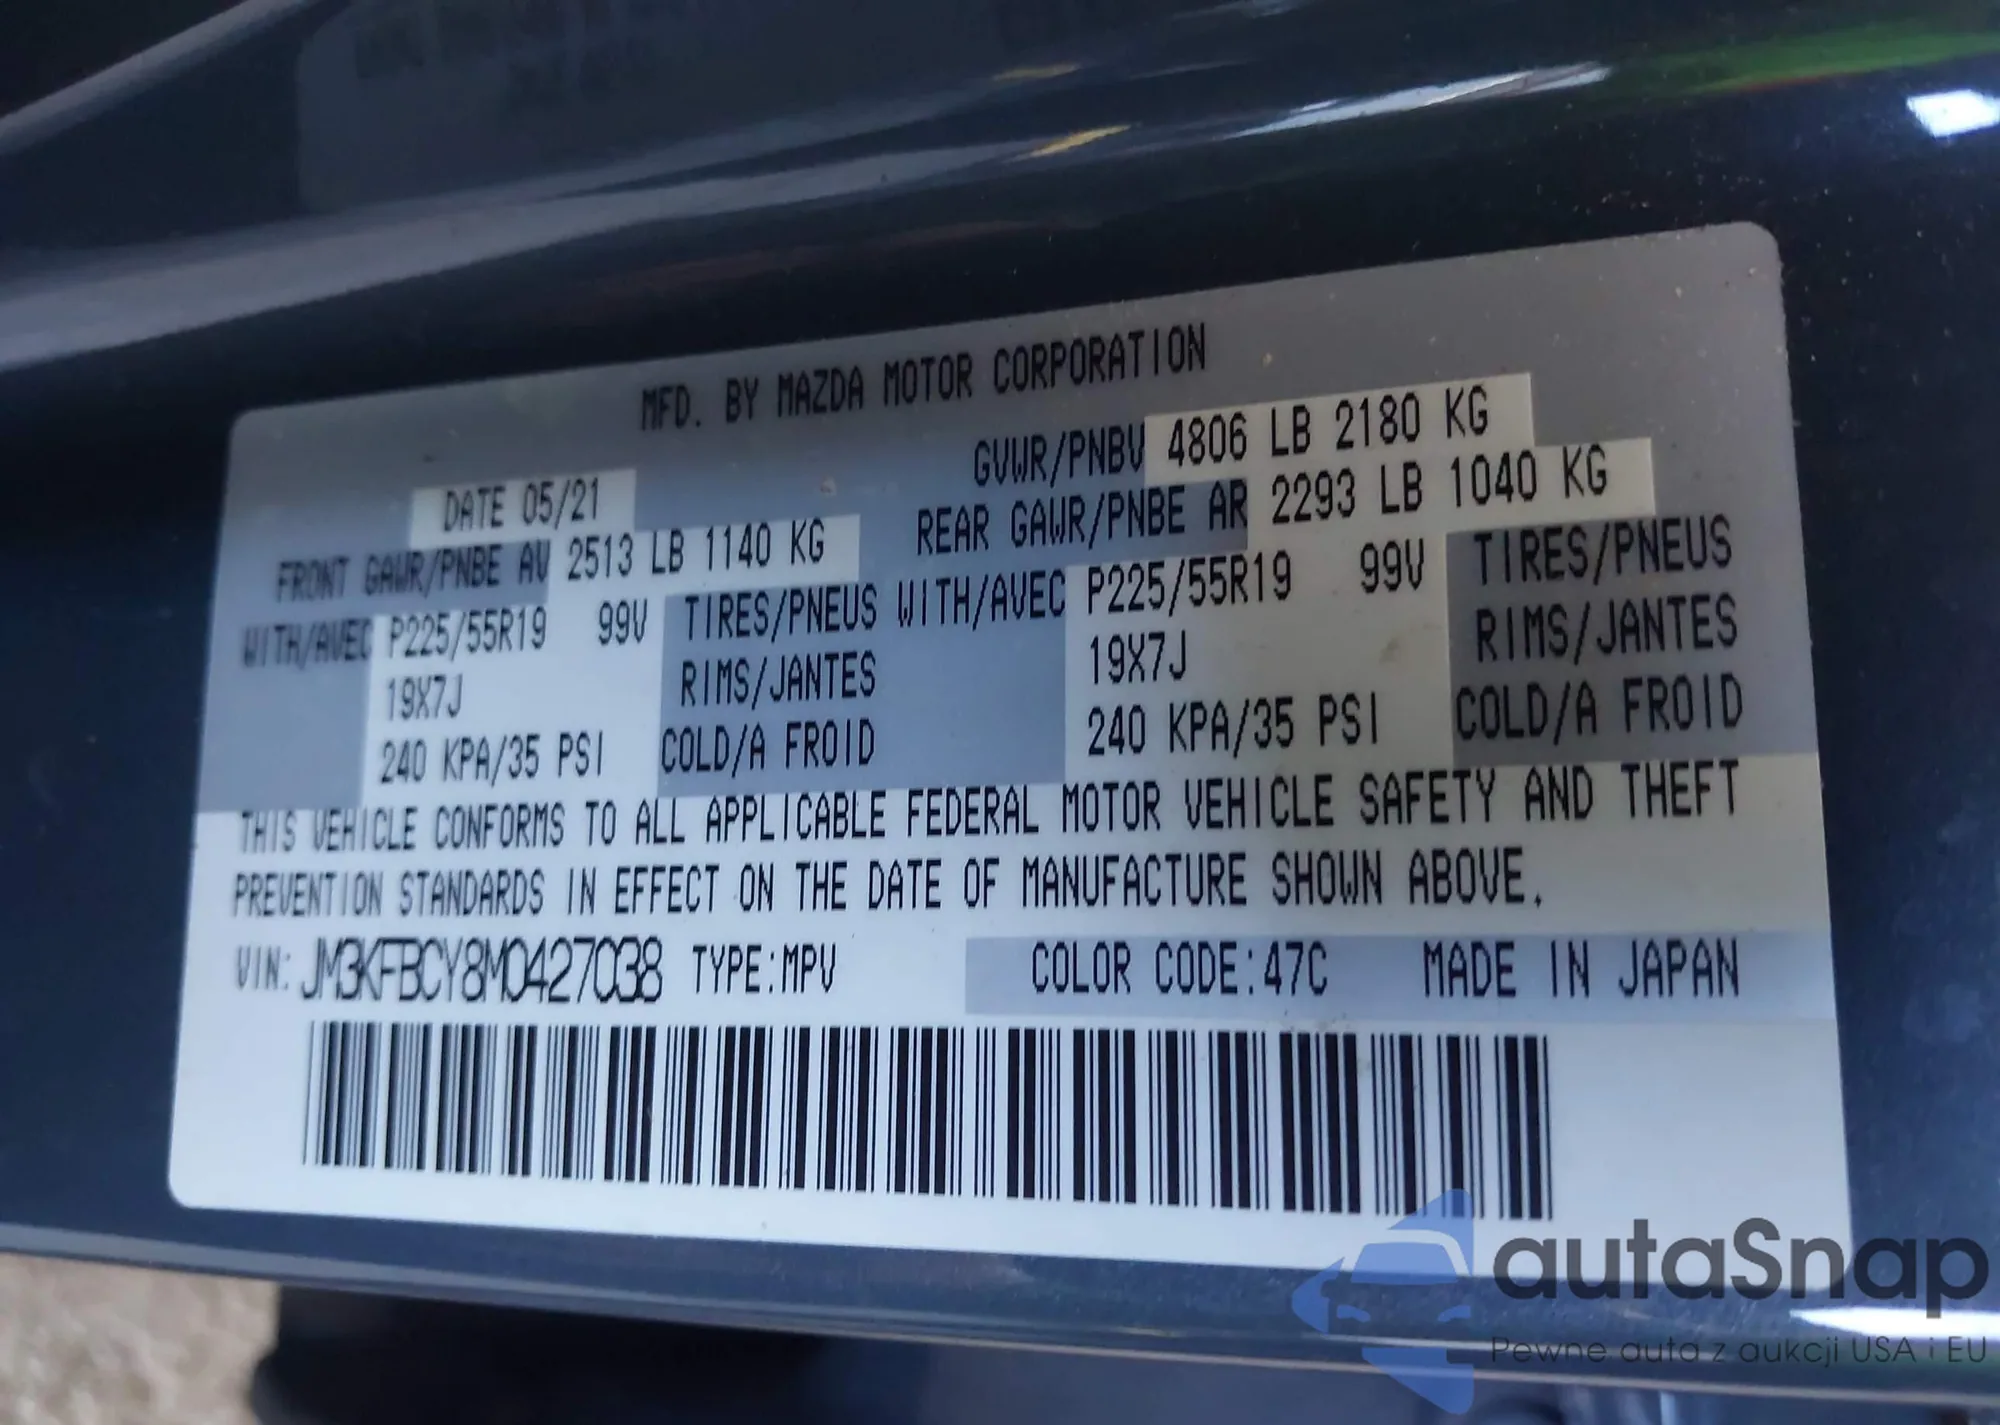 MFD. BY MAZDA MOTOR CORPORATION
DATE 05/21 GVWR/PNBV 4806 LB 2180 KG
FRONT GAWR/PNBE AV 2513 LB 1140 KG REAR GAWR/PNBE AR 2293 LB 1040 KG
WITH/AVEC P225/55R19 99V TIRES/PNEUS WITH/AVEC P225/55R19 99V TIRES/PNEUS
19X7J RIMS/JANTES 19X7J RIMS/JANTES
240 KPA/35 PSI COLD/A FROID 240 KPA/35 PSI COLD/A FROID
THIS VEHICLE CONFORMS TO ALL APPLICABLE FEDERAL MOTOR VEHICLE SAFETY AND THEFT
PREVENTION STANDARDS IN EFFECT ON THE DATE OF MANUFACTURE SHOWN ABOVE.
VIN: JM3KFBCY8M0427038 TYPE:MPV COLOR CODE:47C MADE IN JAPAN
autaSnap
Pewne auta z aukcji USA i EU